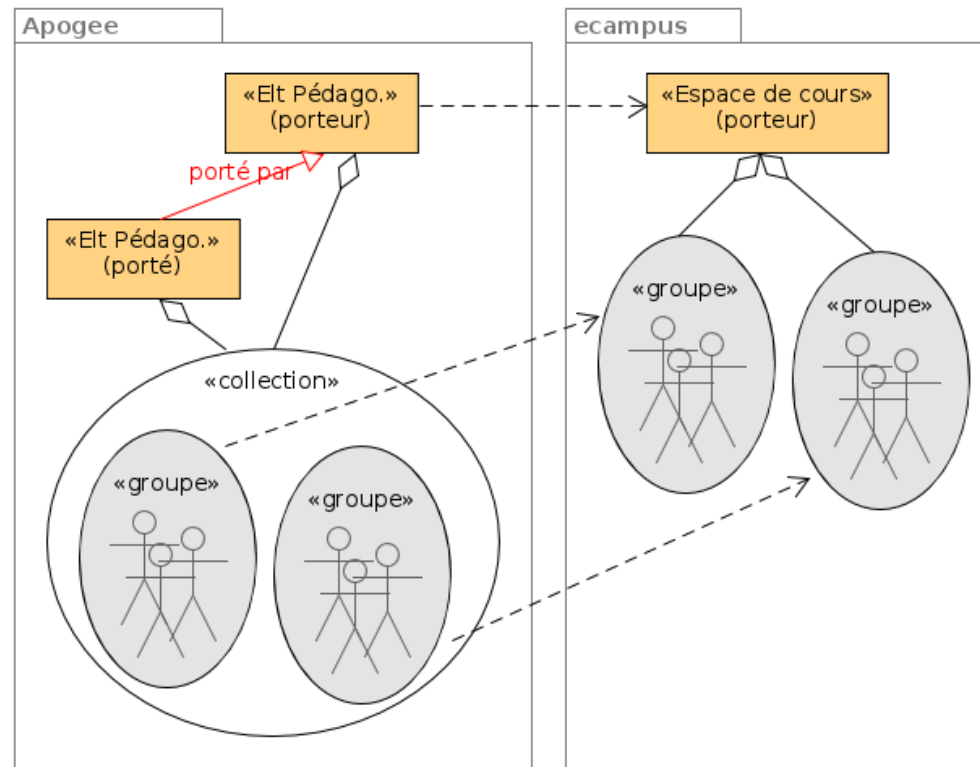 Apogee
«Elt Pédago.»
(porteur)
porté par
«Elt Pédago.»
(porté)
«collection»
«groupe»
«groupe»
ecampus
«Espace de cours»
(porteur)
«groupe»
«groupe»